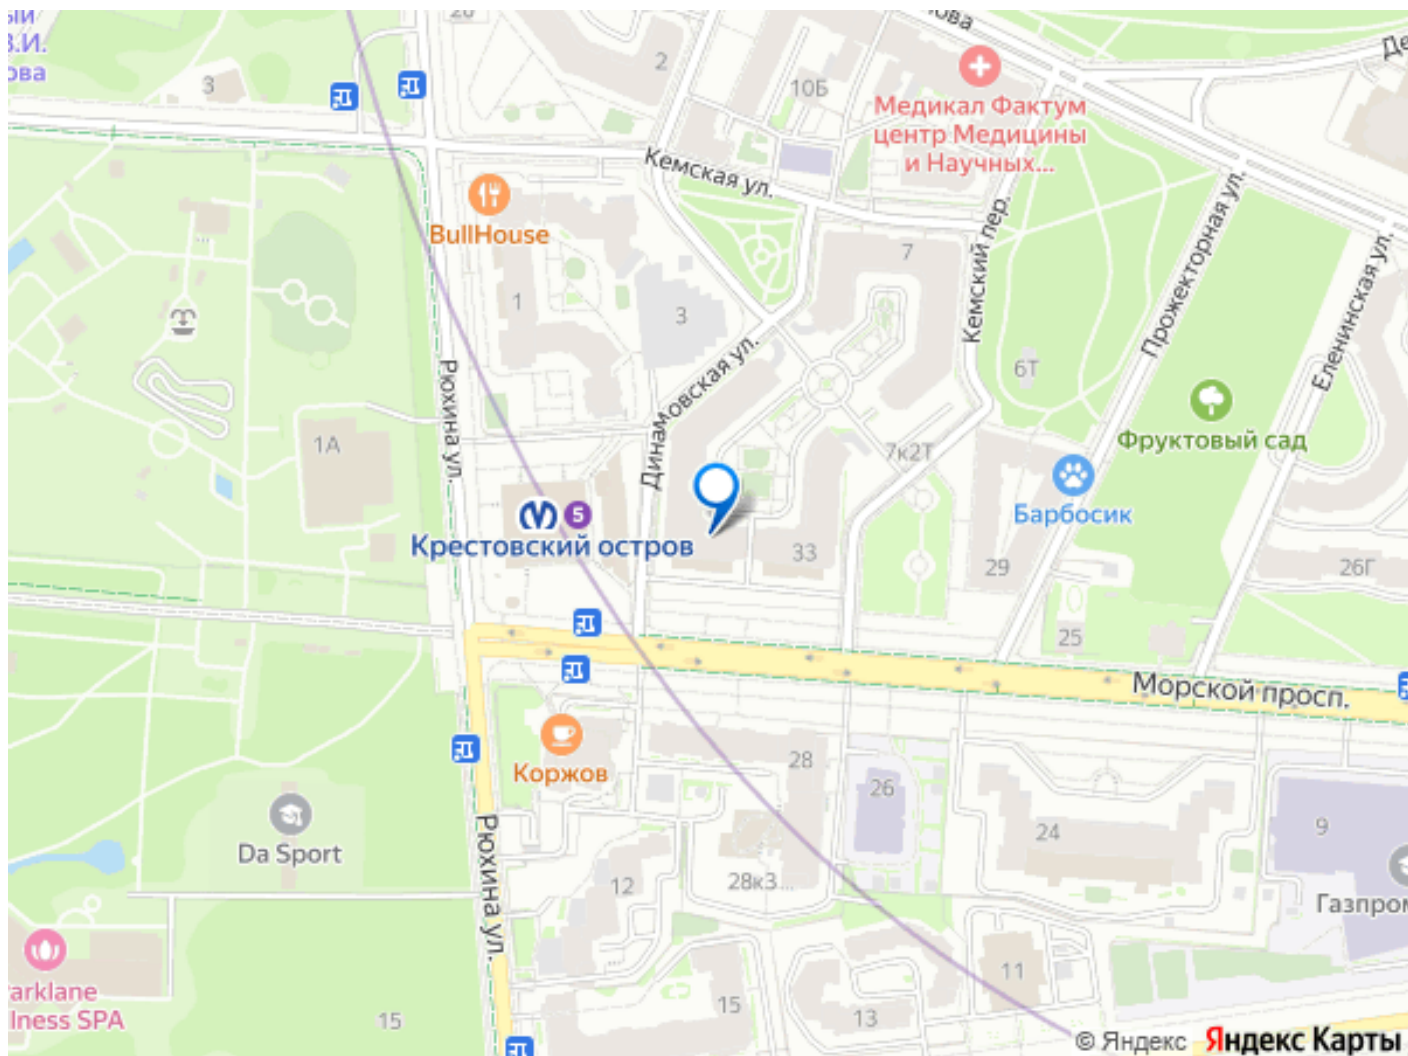 ый
В.И.
ова
20
2
3
10Б
Медикал Фактум
центр Медицины
и Научных...
Кемская ул.
BullHouse
7
1
3
Кемский пер.
Прожекторная ул.
Еленинская ул.
6Т
Рюхина ул.
Динамовская ул.
Фруктовый сад
1А
7к2Т
Барбосик
5
Крестовский остров
33
29
26Г
25
Морской просп.
Коржов
28
26
24
9
Da Sport
Рюхина ул.
12
28к3...
Газпром
11
arklane
lness SPA
15
15
13
© Яндекс Яндекс Карты